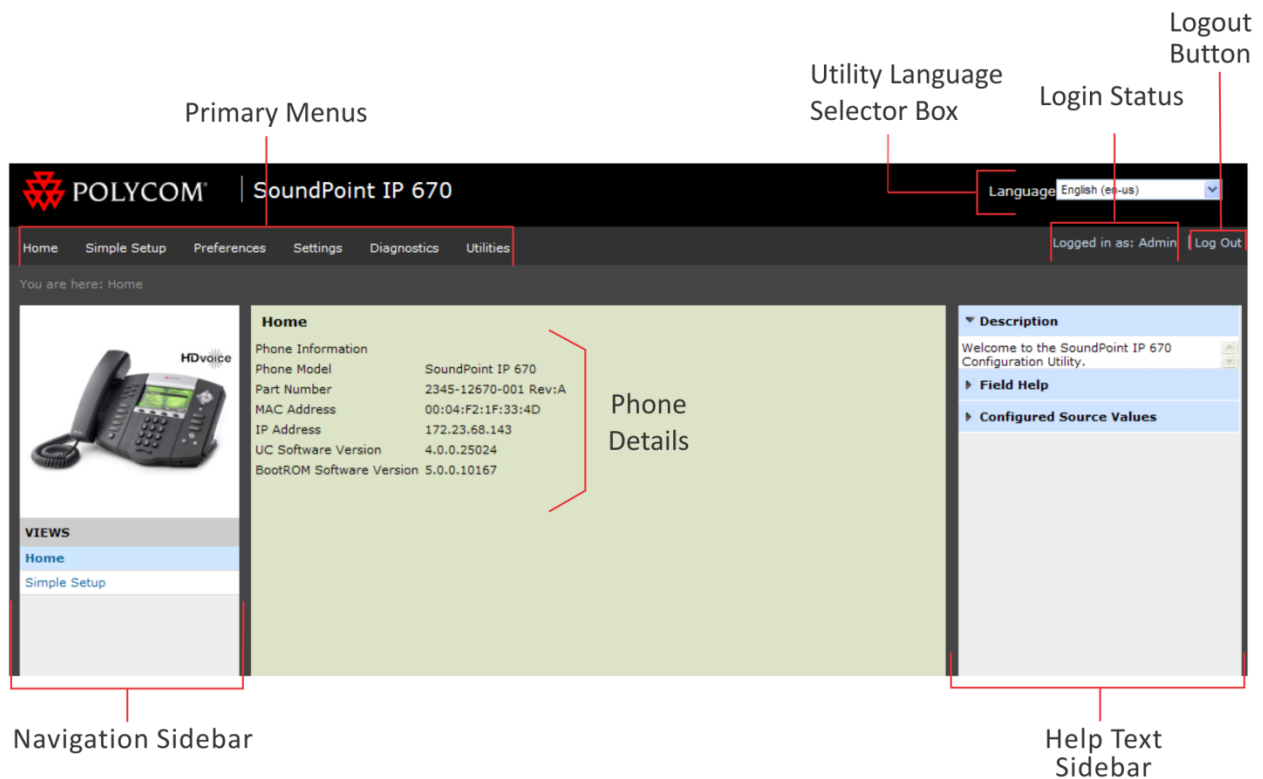 Logout
Button
Utility Language
Selector Box
Login Status
Primary Menus
POLYCOM® | SoundPoint IP 670
Language English (en-us)
Home Simple Setup Preferences Settings Diagnostics Utilities
Logged in as: Admin | Log Out
You are here: Home
HDvoice
VIEWS
Home
Simple Setup
Home
Phone Information
Phone Model SoundPoint IP 670
Part Number 2345-12670-001 Rev:A
MAC Address 00:04:F2:1F:33:4D
IP Address 172.23.68.143
UC Software Version 4.0.0.25024
BootROM Software Version 5.0.0.10167
Phone
Details
Description
Welcome to the SoundPoint IP 670
Configuration Utility.
Field Help
Configured Source Values
Navigation Sidebar
Help Text
Sidebar